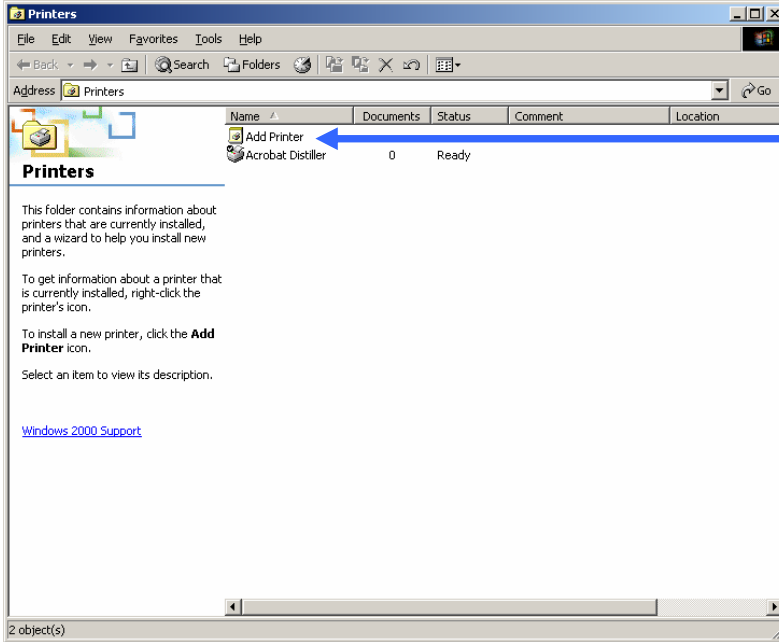 Printers
File Edit View Favorites Tools Help
Back Search Folders
Address Printers Go
Name Documents Status Comment Location
Add Printer
Acrobat Distiller 0 Ready
Printers
This folder contains information about
printers that are currently installed,
and a wizard to help you install new
printers.
To get information about a printer that
is currently installed, right-click the
printer's icon.
To install a new printer, click the Add
Printer icon.
Select an item to view its description.
Windows 2000 Support
2 object(s)